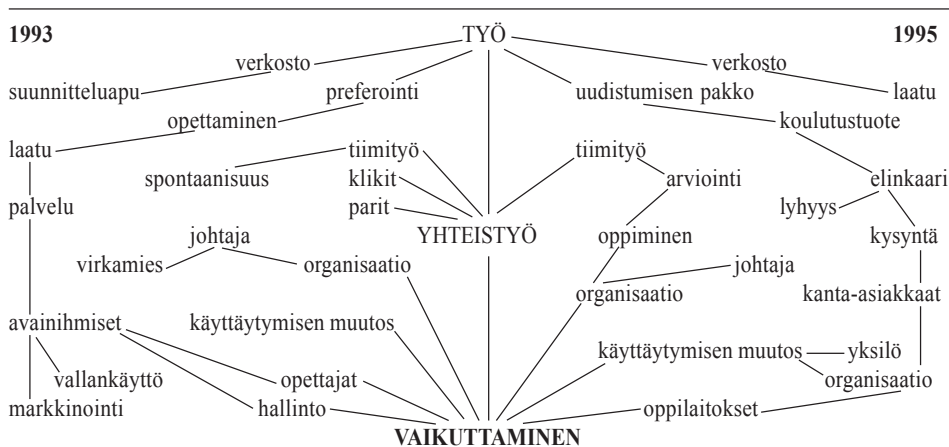 1993 TYÖ 1995
verkosto verkosto
suunnitteluapu preferointi uudistumisen pakko laatu
opettaminen koulutustuote
laatu tiimityö tiimityö
spontaanisuus klikit arviointi elinkaari
palvelu parit lyhyys
johtaja YHTEISTYÖ oppiminen kysyntä
virkamies organisaatio johtaja
organisaatio kanta-asiakkaat
avainihmiset käyttäytymisen muutos
käyttäytymisen muutos yksilö
vallankäyttö opettajat organisaatio
markkinointi hallinto oppilaitokset
VAIKUTTAMINEN